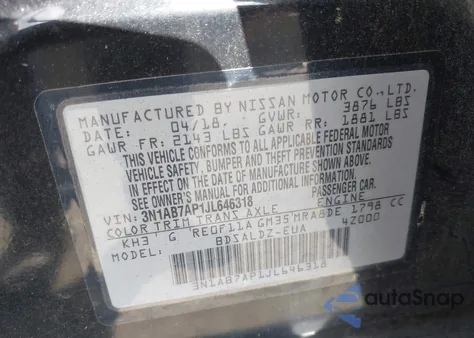 MANUFACTURED BY NISSAN MOTOR CO.,LTD.
DATE: 04/18. GVWR: 3876 LBS
GAWR FR: 2143 LBS GAWR RR: 1881 LBS
THIS VEHICLE CONFORMS TO ALL APPLICABLE FEDERAL MOTOR
VEHICLE SAFETY, BUMPER AND THEFT PREVENTION STANDARDS
IN EFFECT ON THE DATE OF MANUFACTURE SHOWN ABOVE.
SEE OWNER'S MANUAL FOR ADDITIONAL INFORMATION.
VIN: 3N1AB7AP1JL646318 PASSENGER CAR
COLOR TRIM TRANS AXLE ENGINE
KH3 G RE0F11A GM35 MRA8DE 1798 CC
MODEL: BDSALDZ-EUA 42000
3N1AB7AP1JL646318
autoSnap